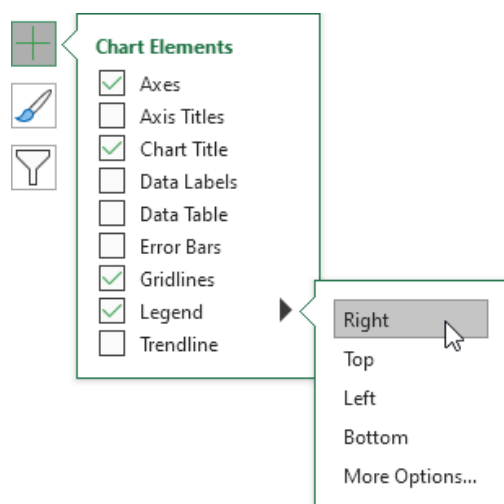 Chart Elements
Axes
Axis Titles
Chart Title
Data Labels
Data Table
Error Bars
Gridlines
Legend
Trendline
Right
Top
Left
Bottom
More Options...